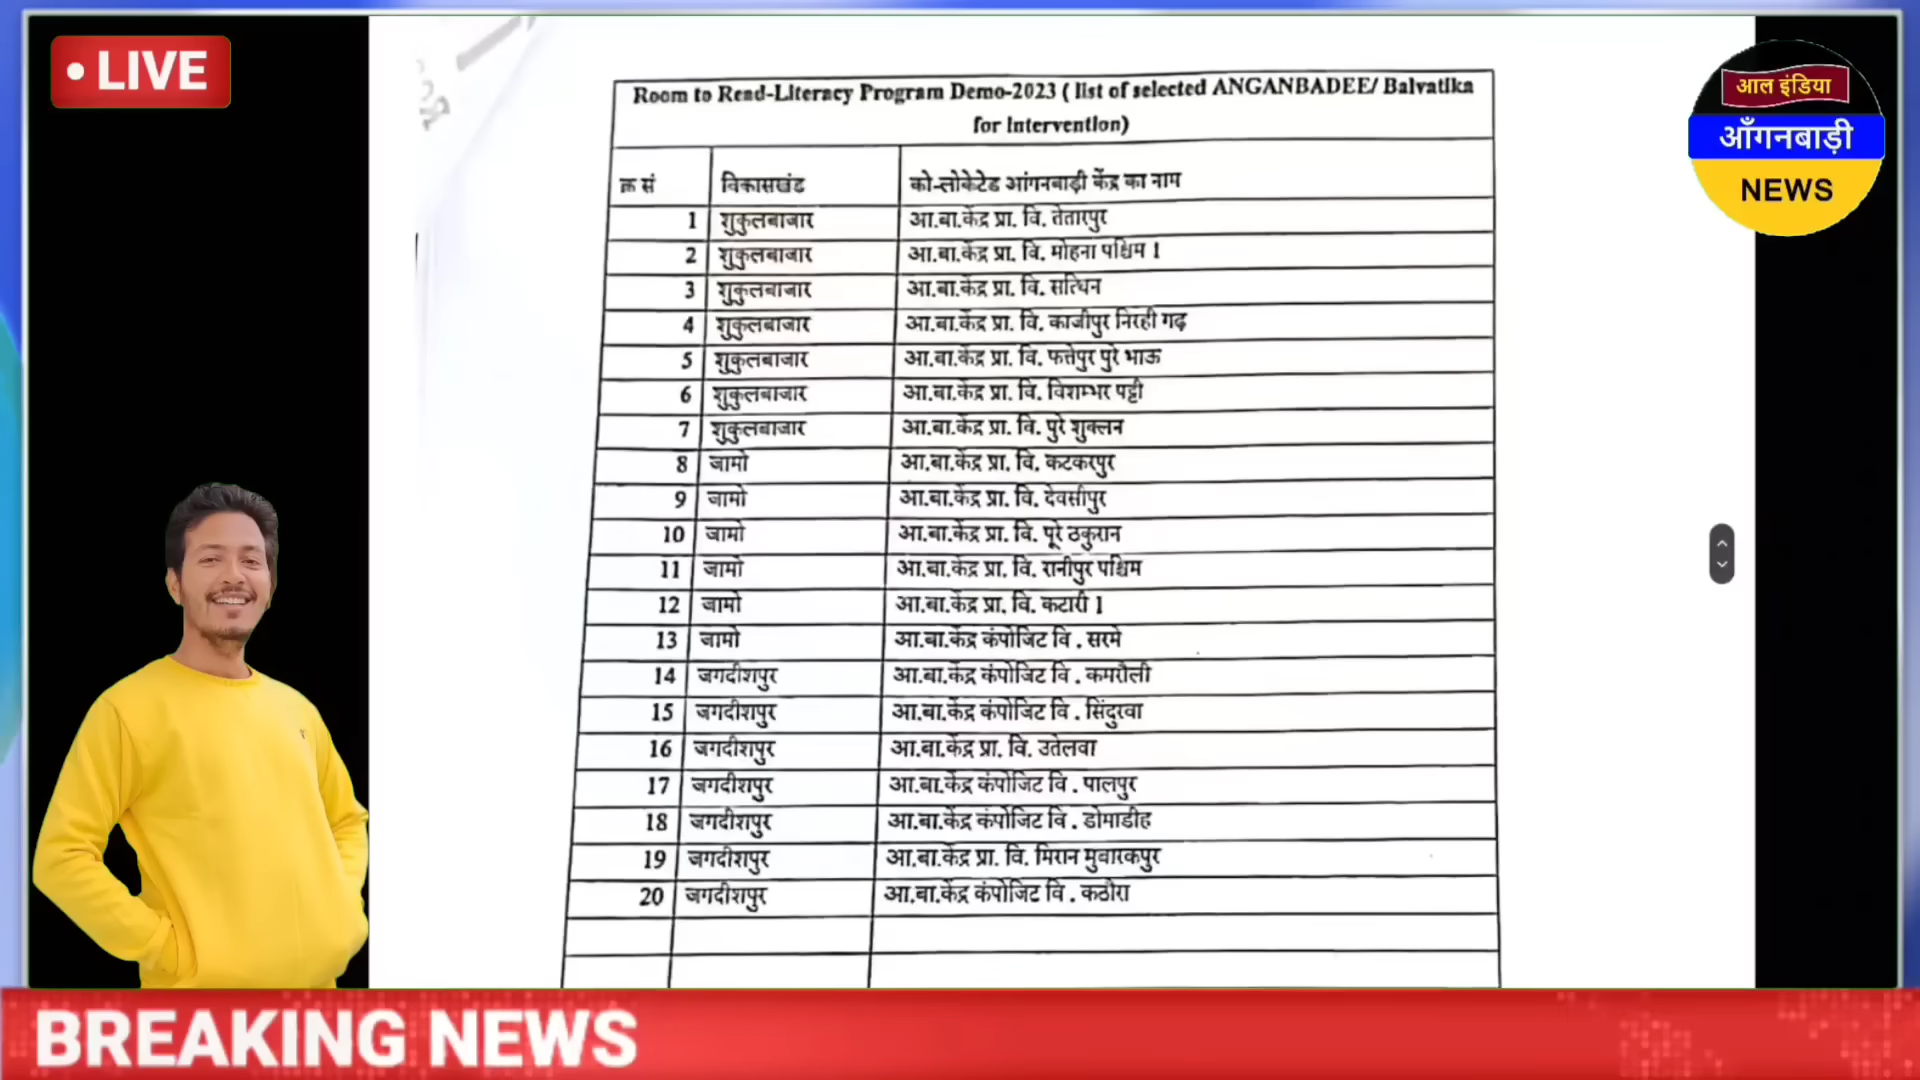 • LIVE
आल इंडिया
आँगनबाड़ी
NEWS
Room to Read-Literacy Program Demo-2023 ( list of selected ANGANBADEE/ Balvatika
for Intervention)
क्र सं विकासखंड को-लोकेटेड आंगनबाड़ी केंद्र का नाम
1 शुकुलबाजार आ.बा.केंद्र प्रा. वि. तेतारपुर
2 शुकुलबाजार आ.बा.केंद्र प्रा. वि. मोहना पश्चिम 1
3 शुकुलबाजार आ.बा.केंद्र प्रा. वि. सत्थिन
4 शुकुलबाजार आ.बा.केंद्र प्रा. वि. काजीपुर निरही गढ़
5 शुकुलबाजार आ.बा.केंद्र प्रा. वि. फत्तेपुर पुरे भाऊ
6 शुकुलबाजार आ.बा.केंद्र प्रा. वि. विशम्भर पट्टी
7 शुकुलबाजार आ.बा.केंद्र प्रा. वि. पुरे शुक्लन
8 जामो आ.बा.केंद्र प्रा. वि. कटकरपुर
9 जामो आ.बा.केंद्र प्रा. वि. देवसीपुर
10 जामो आ.बा.केंद्र प्रा. वि. पूरे ठकुरान
11 जामो आ.बा.केंद्र प्रा. वि. रानीपुर पश्चिम
12 जामो आ.बा.केंद्र प्रा. वि. कटारी 1
13 जामो आ.बा.केंद्र कंपोजिट वि . सरमे
14 जगदीशपुर आ.बा.केंद्र कंपोजिट वि . कमरौली
15 जगदीशपुर आ.बा.केंद्र कंपोजिट वि . सिंदुरवा
16 जगदीशपुर आ.बा.केंद्र प्रा. वि. उतेलवा
17 जगदीशपुर आ.बा.केंद्र कंपोजिट वि . पालपुर
18 जगदीशपुर आ.बा.केंद्र कंपोजिट वि . डोमाडीह
19 जगदीशपुर आ.बा.केंद्र प्रा. वि. मिरान मुबारकपुर
20 जगदीशपुर आ.बा.केंद्र कंपोजिट वि . कठौरा
BREAKING NEWS